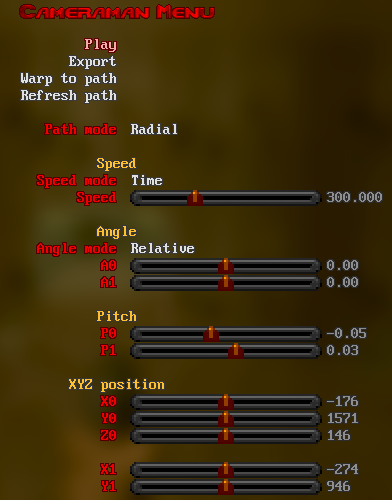 Cameraman Menu
Play
Export
Warp to path
Refresh path
Path mode Radial
Speed
Speed mode Time
Speed 300.000
Angle
Angle mode Relative
A0 0.00
A1 0.00
Pitch
P0 -0.05
P1 0.03
XYZ position
X0 -176
Y0 1571
Z0 146
X1 -274
Y1 946